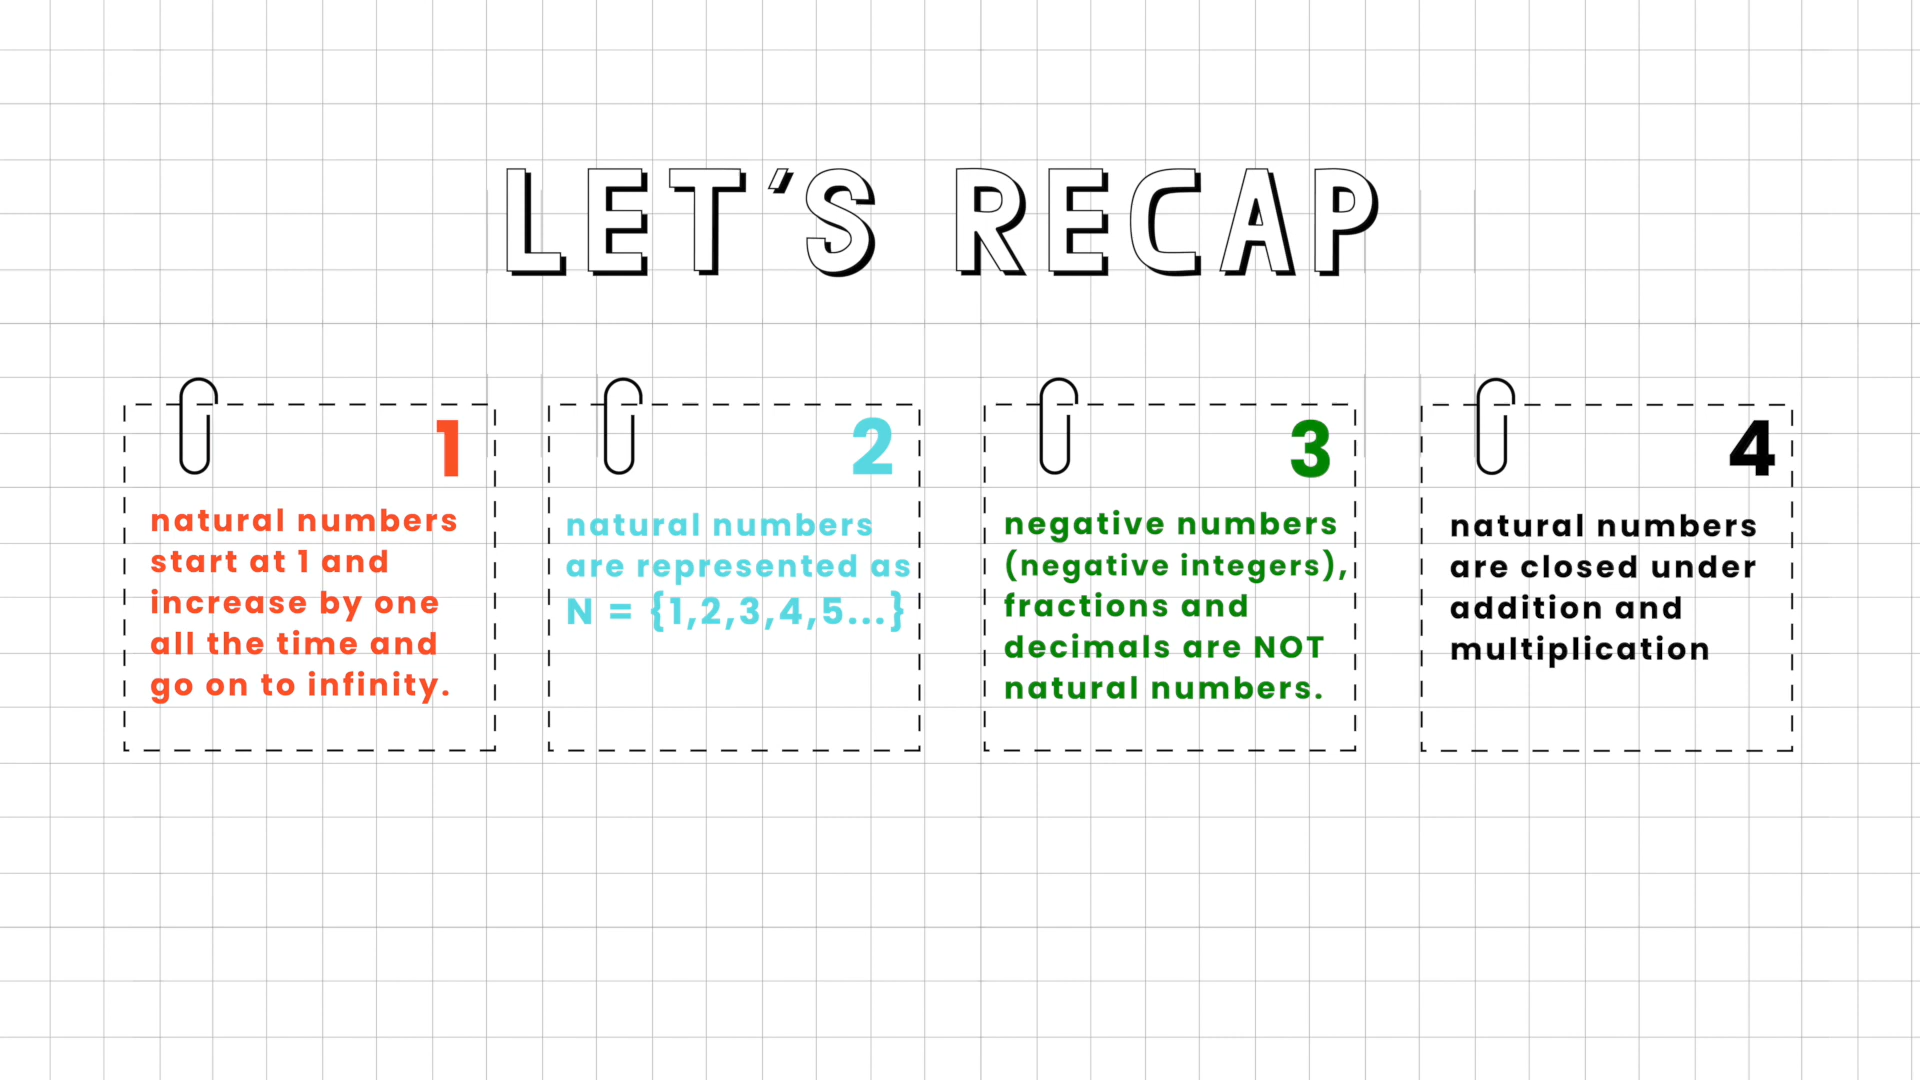 LET'S RECAP
1
natural numbers
start at 1 and
increase by one
all the time and
go on to infinity.
2
natural numbers
are represented as
N = {1,2,3,4,5...}
3
negative numbers
(negative integers),
fractions and
decimals are NOT
natural numbers.
4
natural numbers
are closed under
addition and
multiplication